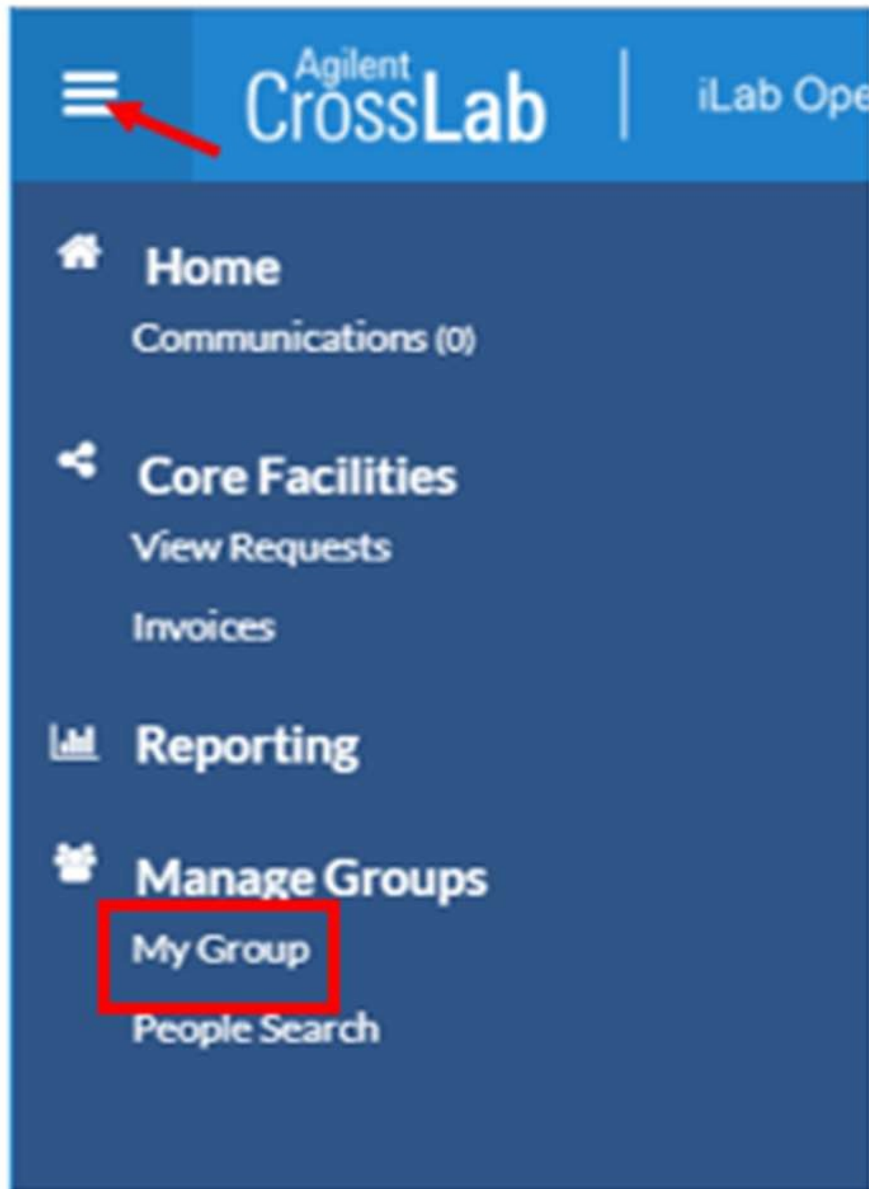 Agilent
CrossLab
iLab Ope
Home
Communications (0)
Core Facilities
View Requests
Invoices
Reporting
Manage Groups
My Group
People Search